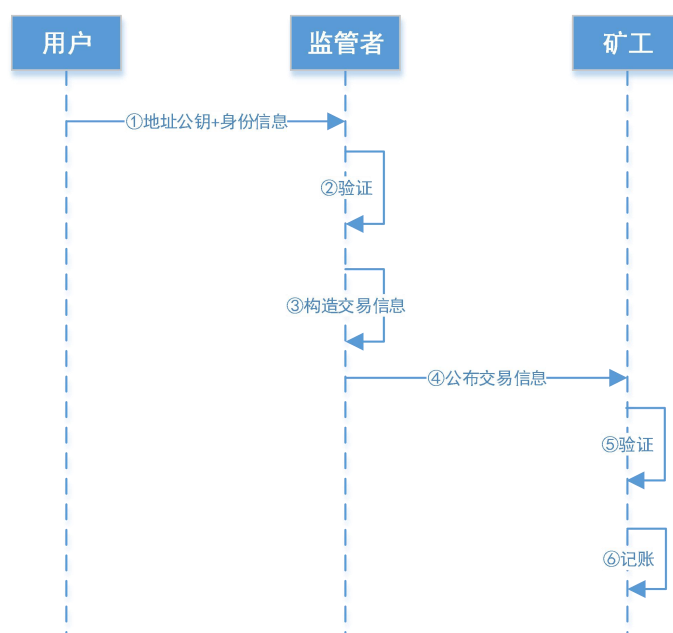 用户
监管者
矿工
①地址公钥+身份信息
②验证
③构造交易信息
④公布交易信息
⑤验证
⑥记账